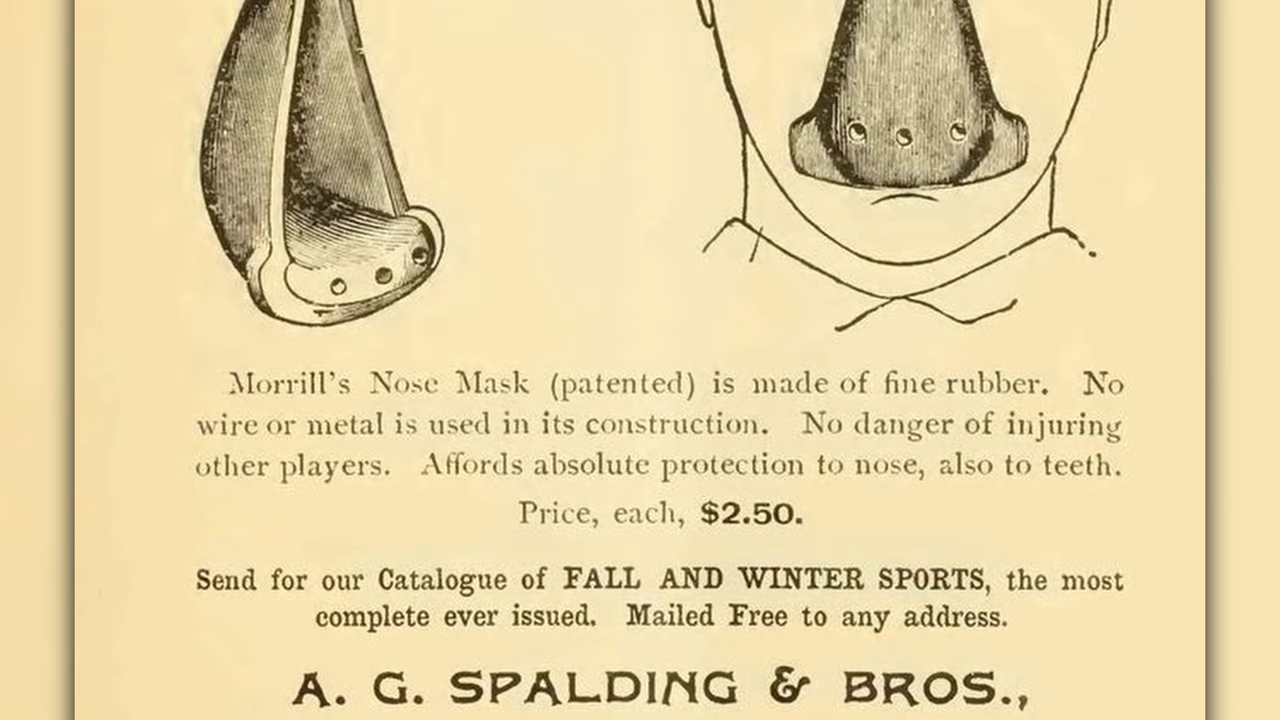 Morrill's Nose Mask (patented) is made of fine rubber. No
wire or metal is used in its construction. No danger of injuring
other players. Affords absolute protection to nose, also to teeth.
Price, each, $2.50.
Send for our Catalogue of FALL AND WINTER SPORTS, the most
complete ever issued. Mailed Free to any address.
A. G. SPALDING & BROS.,